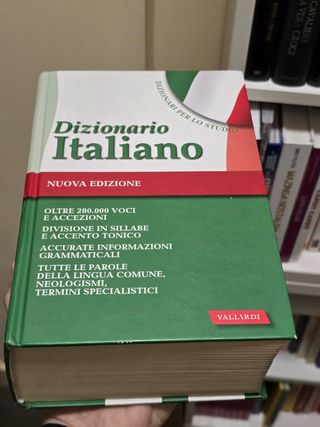 DIZIONARI PER LO STUDIO
Dizionario
Italiano
NUOVA EDIZIONE
OLTRE 280.000 VOCI
E ACCEZIONI
DIVISIONE IN SILLABE
E ACCENTO TONICO
ACCURATE INFORMAZIONI
GRAMMATICALI
TUTTE LE PAROLE
DELLA LINGUA COMUNE,
NEOLOGISMI,
TERMINI SPECIALISTICI
VALLARDI